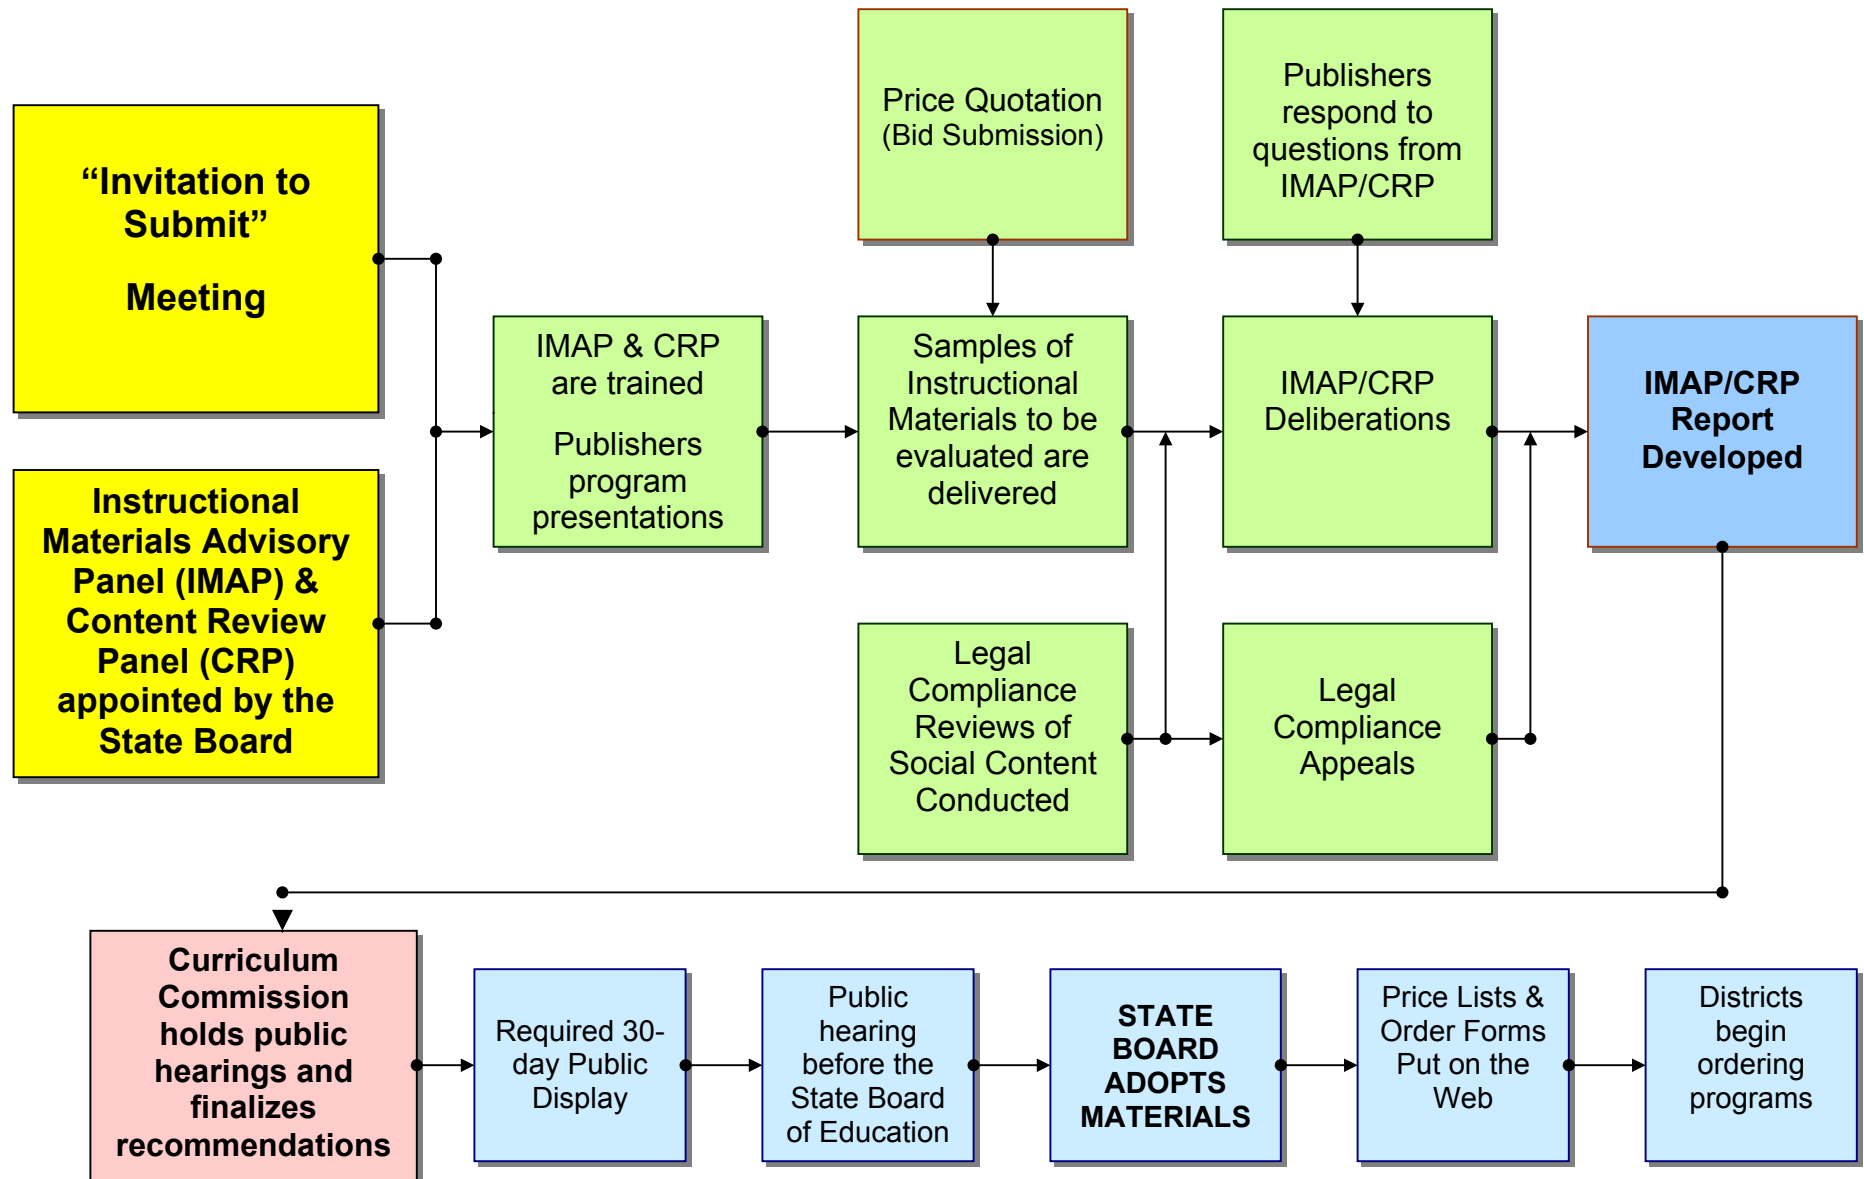 “Invitation to
Submit”
Meeting
Instructional
Materials Advisory
Panel (IMAP) &
Content Review
Panel (CRP)
appointed by the
State Board
IMAP & CRP
are trained
Publishers
program
presentations
Price Quotation
(Bid Submission)
Samples of
Instructional
Materials to be
evaluated are
delivered
Legal
Compliance
Reviews of
Social Content
Conducted
Publishers
respond to
questions from
IMAP/CRP
IMAP/CRP
Deliberations
Legal
Compliance
Appeals
IMAP/CRP
Report
Developed
Curriculum
Commission
holds public
hearings and
finalizes
recommendations
Required 30-
day Public
Display
Public
hearing
before the
State Board
of Education
STATE
BOARD
ADOPTS
MATERIALS
Price Lists &
Order Forms
Put on the
Web
Districts
begin
ordering
programs